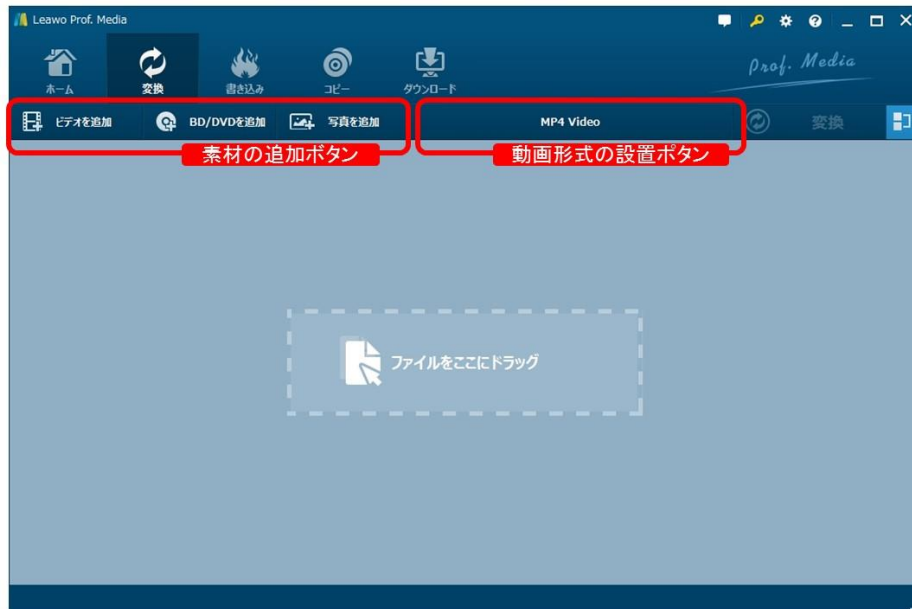 Leawo Prof. Media
ホーム
変換
書き込み
コピー
ダウンロード
Prof. Media
ビデオを追加
BD/DVDを追加
写真を追加
MP4 Video
変換
素材の追加ボタン
動画形式の設置ボタン
ファイルをここにドラッグ